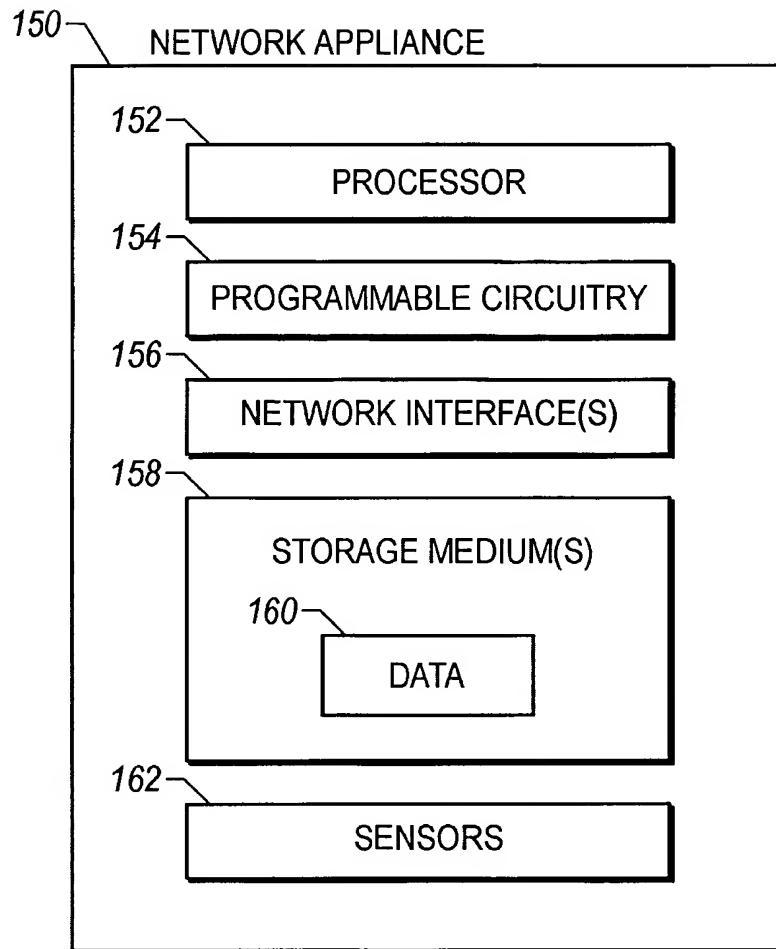 150 NETWORK APPLIANCE
152
PROCESSOR
154
PROGRAMMABLE CIRCUITRY
156
NETWORK INTERFACE(S)
158
STORAGE MEDIUM(S)
160
DATA
162
SENSORS